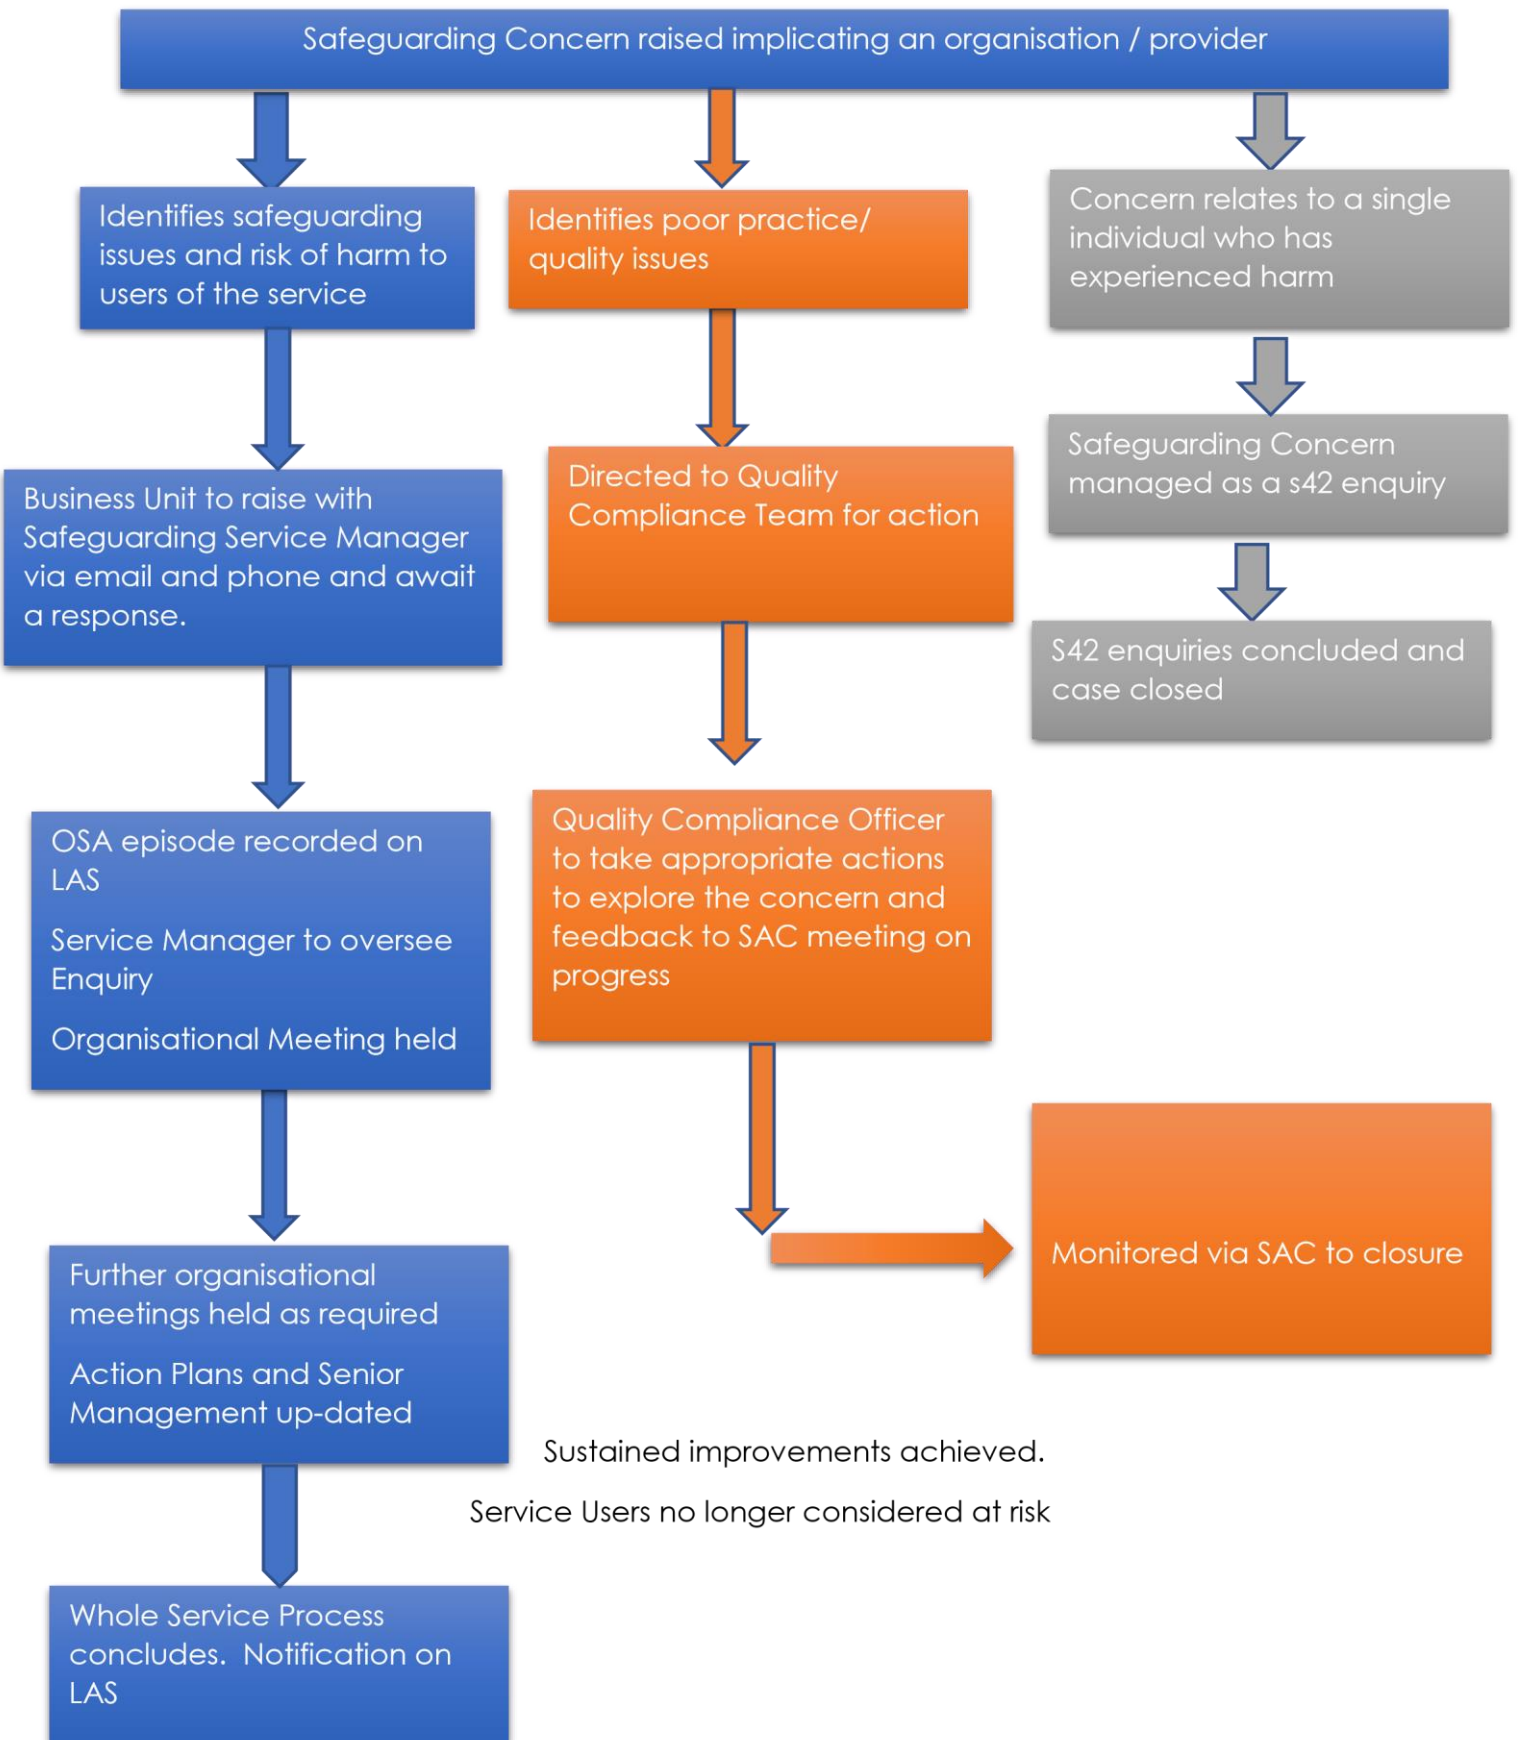 Safeguarding Concern raised implicating an organisation / provider
Identifies safeguarding
issues and risk of harm to
users of the service
Identifies poor practice/
quality issues
Concern relates to a single
individual who has
experienced harm
Business Unit to raise with
Safeguarding Service Manager
via email and phone and await
a response.
Directed to Quality
Compliance Team for action
Safeguarding Concern
managed as a s42 enquiry
S42 enquiries concluded and
case closed
OSA episode recorded on
LAS
Service Manager to oversee
Enquiry
Organisational Meeting held
Quality Compliance Officer
to take appropriate actions
to explore the concern and
feedback to SAC meeting on
progress
Monitored via SAC to closure
Further organisational
meetings held as required
Action Plans and Senior
Management up-dated
Sustained improvements achieved.
Service Users no longer considered at risk
Whole Service Process
concludes.  Notification on
LAS